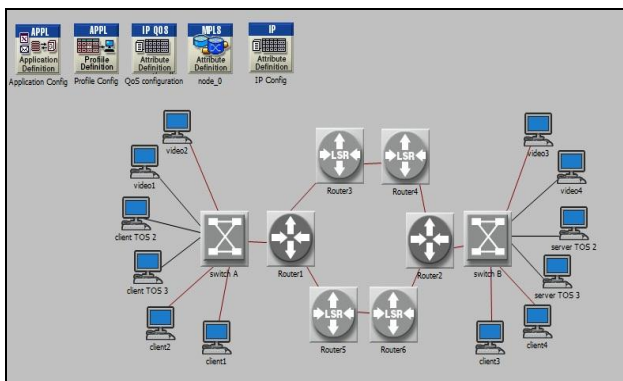 APPL
APPL
IP QOS
MPLS
IP
Application
Definition
Profile
Definition
Attribute
Definition
Attribute
Definition
Attribute
Definition
Application Config
Profile Config
QoS configuration
node_0
IP Config
video2
video3
video1
LSR
LSR
video4
Router3
Router4
client TOS 2
server TOS 2
switch A
Router1
Router2
switch B
client TOS 3
server TOS 3
LSR
LSR
client2
client1
Router5
Router6
client3
client4